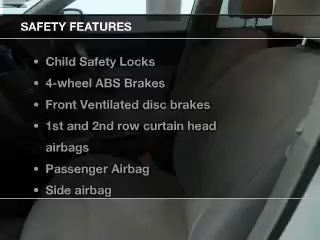 SAFETY FEATURES
• Child Safety Locks
• 4-wheel ABS Brakes
• Front Ventilated disc brakes
• 1st and 2nd row curtain head
airbags
• Passenger Airbag
• Side airbag